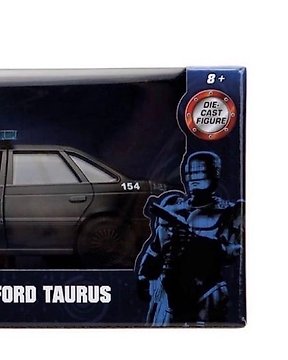 8+
DIE-
CAST
FIGURE
154
FORD TAURUS